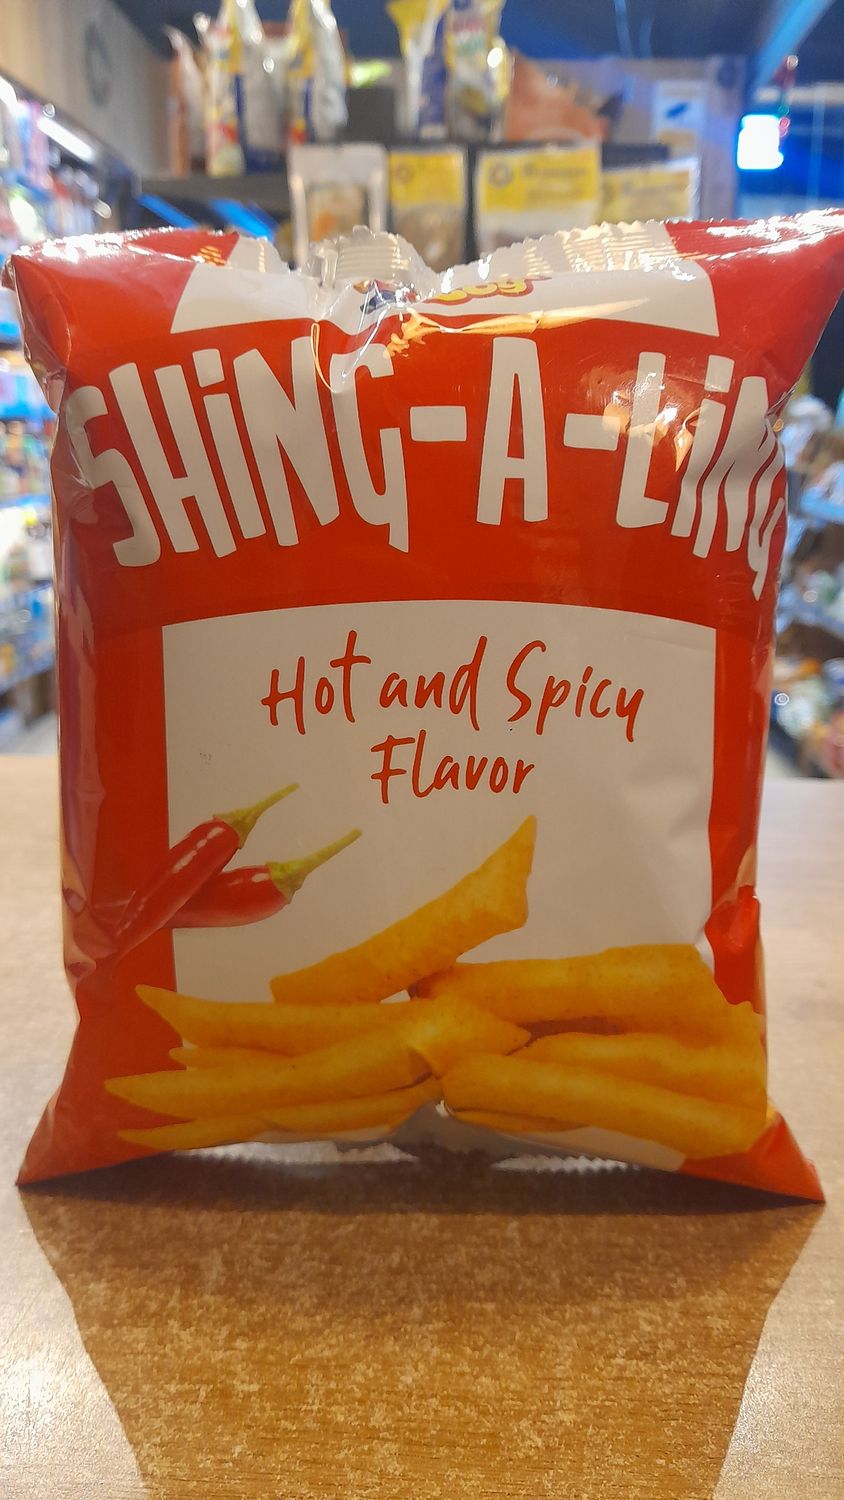 SHiNG-A-LiNG
Hot and Spicy
Flavor